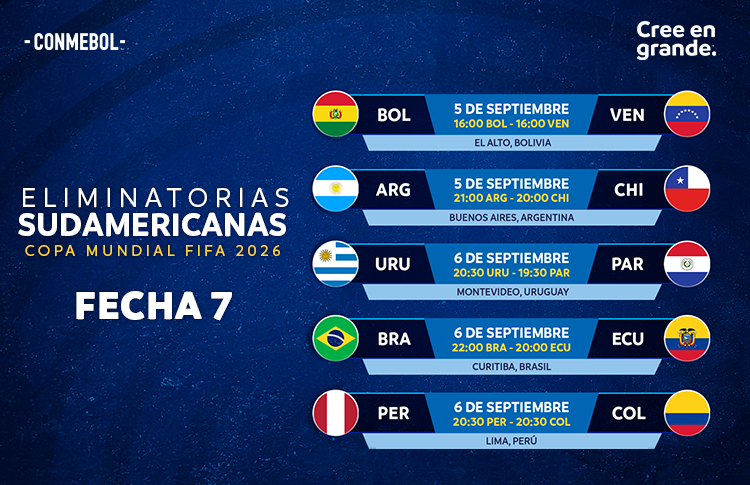 -CONMEBOL-
Cree en
grande.
ELIMINATORIAS
SUDAMERICANAS
COPA MUNDIAL FIFA 2026
FECHA 7
BOL
5 DE SEPTIEMBRE
16:00 BOL - 16:00 VEN
VEN
EL ALTO, BOLIVIA
ARG
5 DE SEPTIEMBRE
21:00 ARG - 20:00 CHI
CHI
BUENOS AIRES, ARGENTINA
URU
6 DE SEPTIEMBRE
20:30 URU - 19:30 PAR
PAR
MONTEVIDEO, URUGUAY
BRA
6 DE SEPTIEMBRE
22:00 BRA - 20:00 ECU
ECU
CURITIBA, BRASIL
PER
6 DE SEPTIEMBRE
20:30 PER - 20:30 COL
COL
LIMA, PERÚ